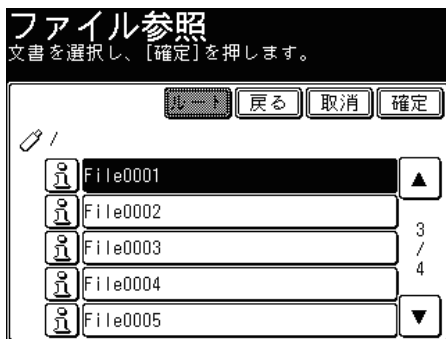 ファイル参照
文書を選択し、[確定]を押します。
ルート 戻る 取消 確定
/
File0001
File0002
File0003
File0004
File0005
3
/
4